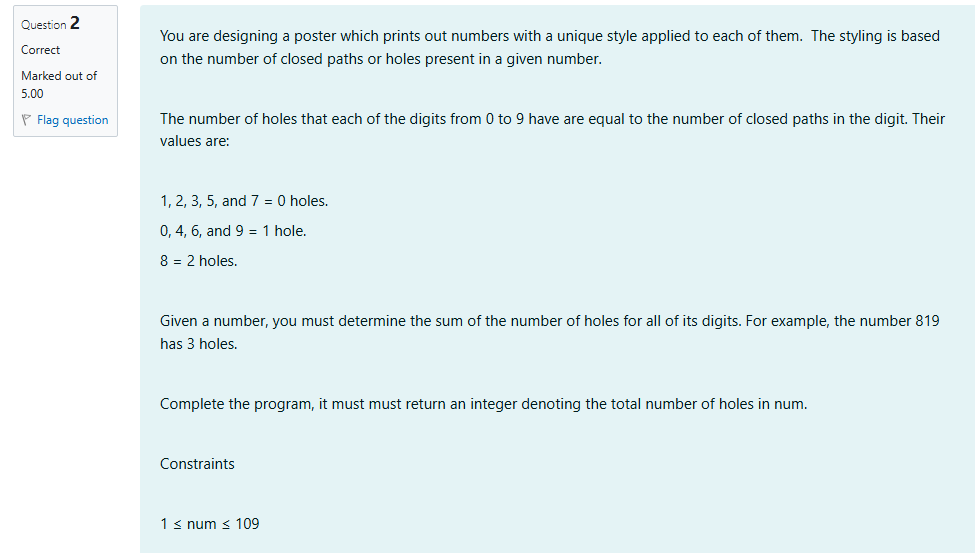 Question 2
Correct
Marked out of
5.00
Flag question
You are designing a poster which prints out numbers with a unique style applied to each of them.  The styling is based
on the number of closed paths or holes present in a given number.
The number of holes that each of the digits from 0 to 9 have are equal to the number of closed paths in the digit. Their
values are:
1, 2, 3, 5, and 7 = 0 holes.
0, 4, 6, and 9 = 1 hole.
8 = 2 holes.
Given a number, you must determine the sum of the number of holes for all of its digits. For example, the number 819
has 3 holes.
Complete the program, it must must return an integer denoting the total number of holes in num.
Constraints
1 ≤ num ≤ 109